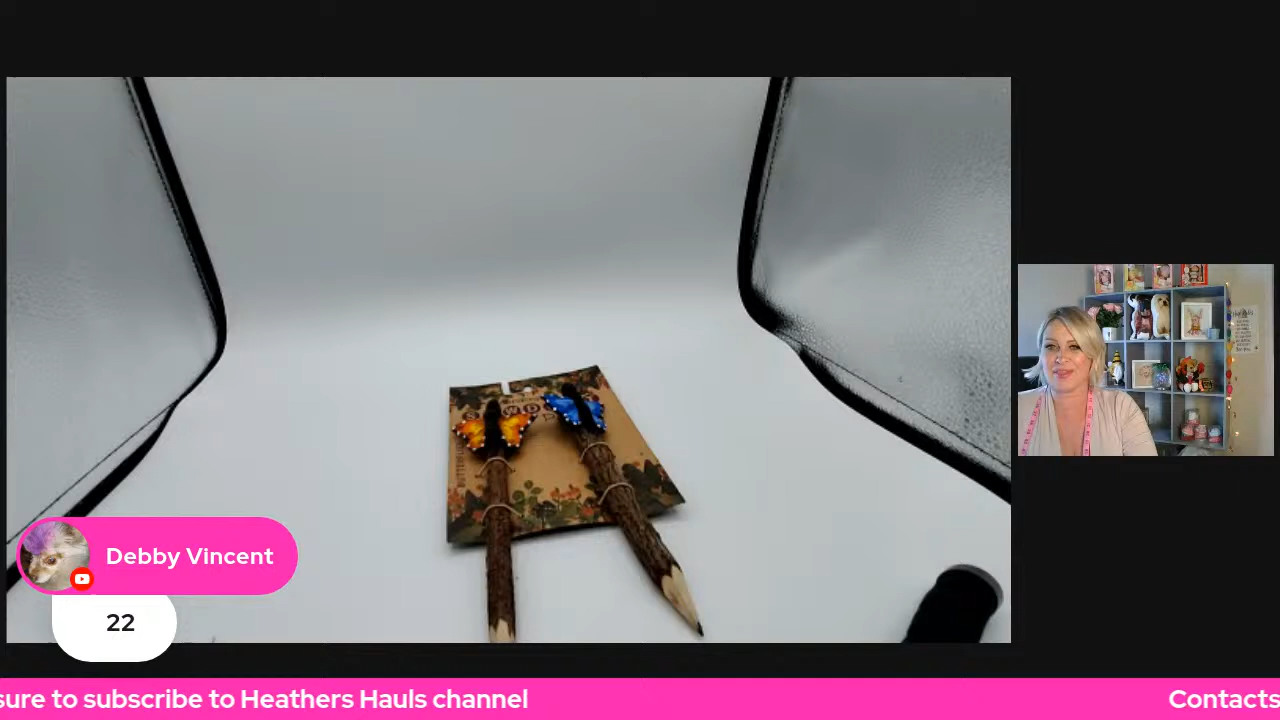 Debby Vincent
22
sure to subscribe to Heathers Hauls channel
Contacts